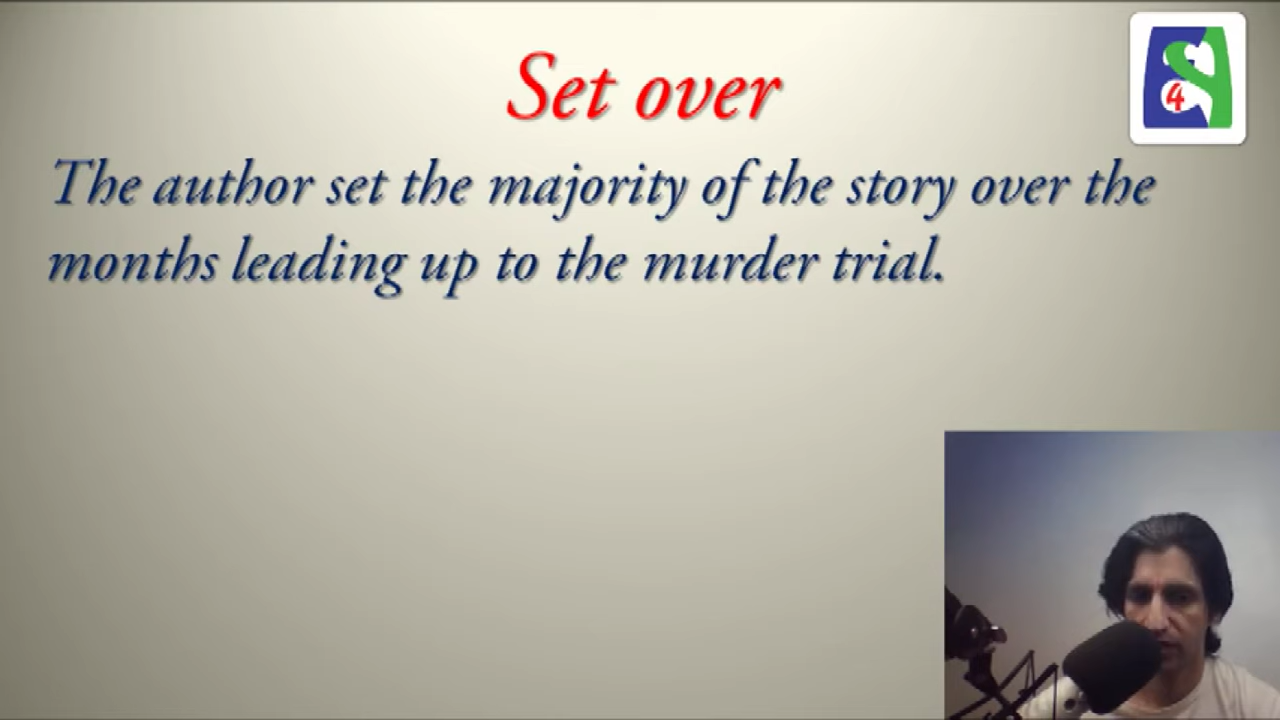 Set over
4
The author set the majority of the story over the
months leading up to the murder trial.